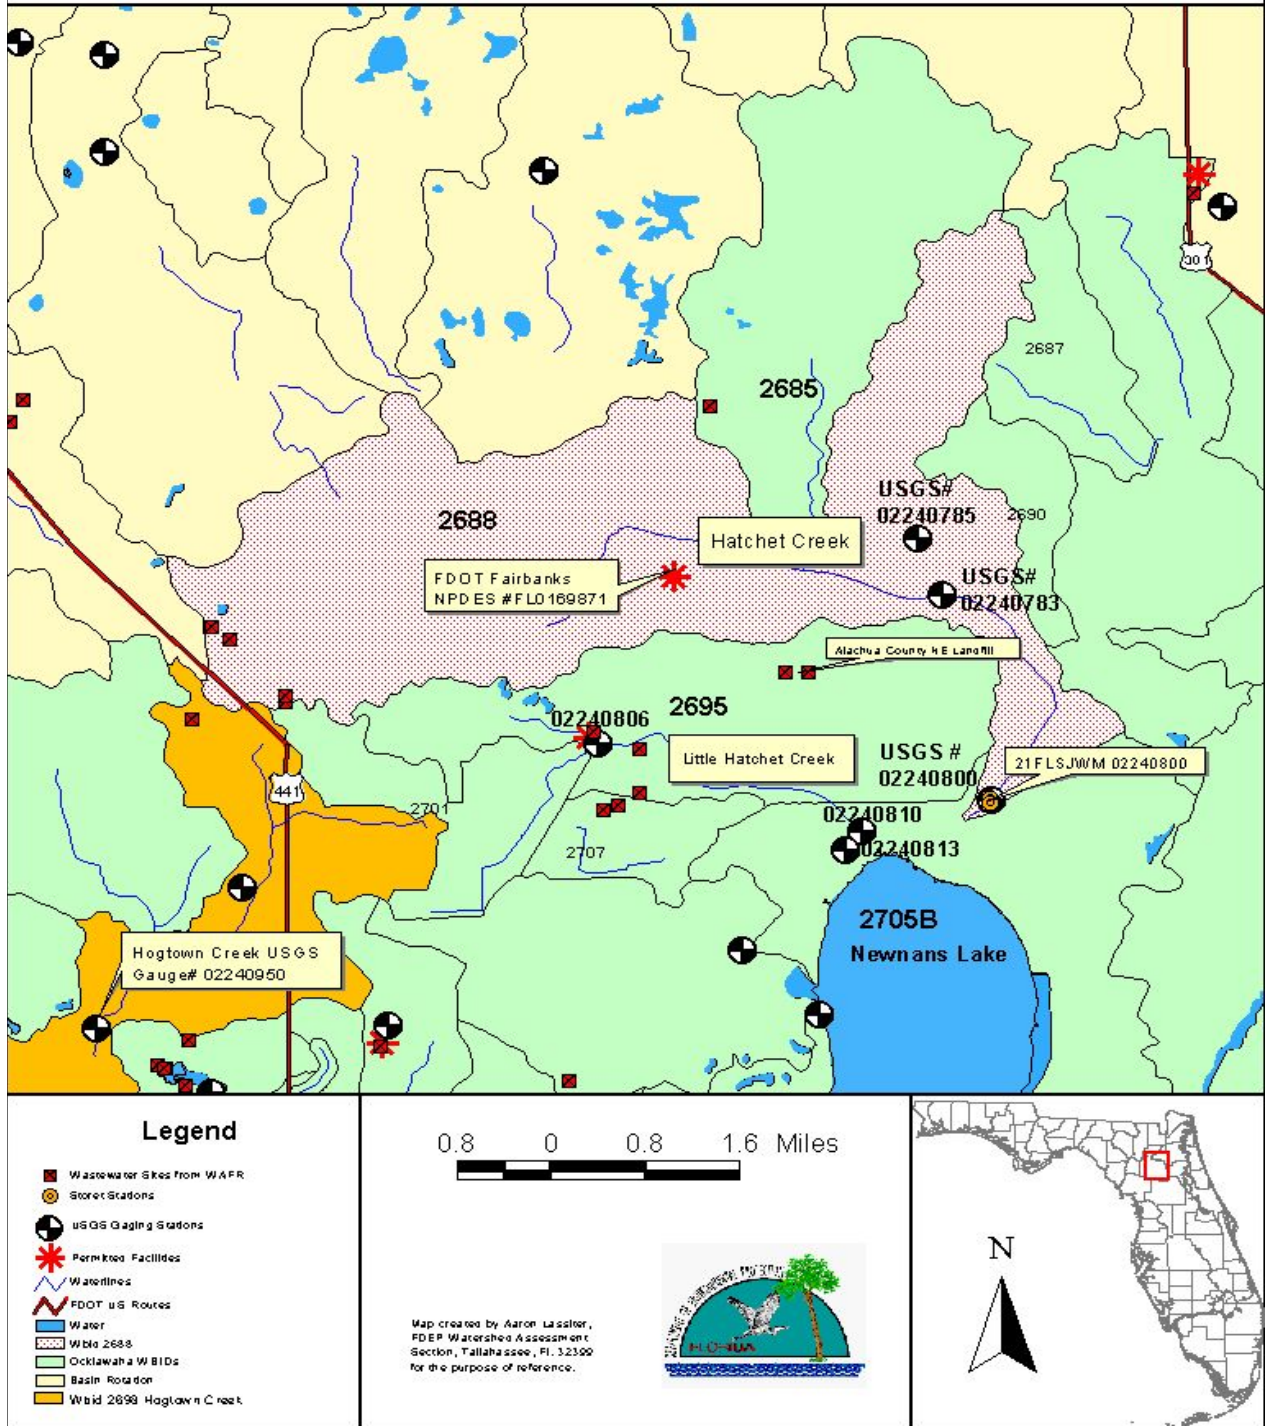 301
2687
2685
USGS#
02240785
2690
2688
Hatchet Creek
FDOT Fairbanks
NPDES #FL0169871
USGS#
02240783
Alachua County NE Landfill
2695
02240806
Little Hatchet Creek
USGS #
02240800
21FLSJWM 02240800
441
2701
02240810
2707
02240813
2705B
Newnans Lake
Hogtown Creek USGS
Gauge# 02240950
Legend
Wastewater Sites from WAFR
Storet Stations
USGS Gaging Stations
Permitted Facilities
Waterlines
FDOT US Routes
Water
Wbid 2688
Ocklawaha WBIDs
Basin Rotation
Wbid 2698 Hogtown Creek
0.8 0 0.8 1.6 Miles
Map created by Aaron Lassiter,
FDEP Watershed Assessment
Section, Tallahassee, Fl. 32399
for the purpose of reference.
FLORIDA
N